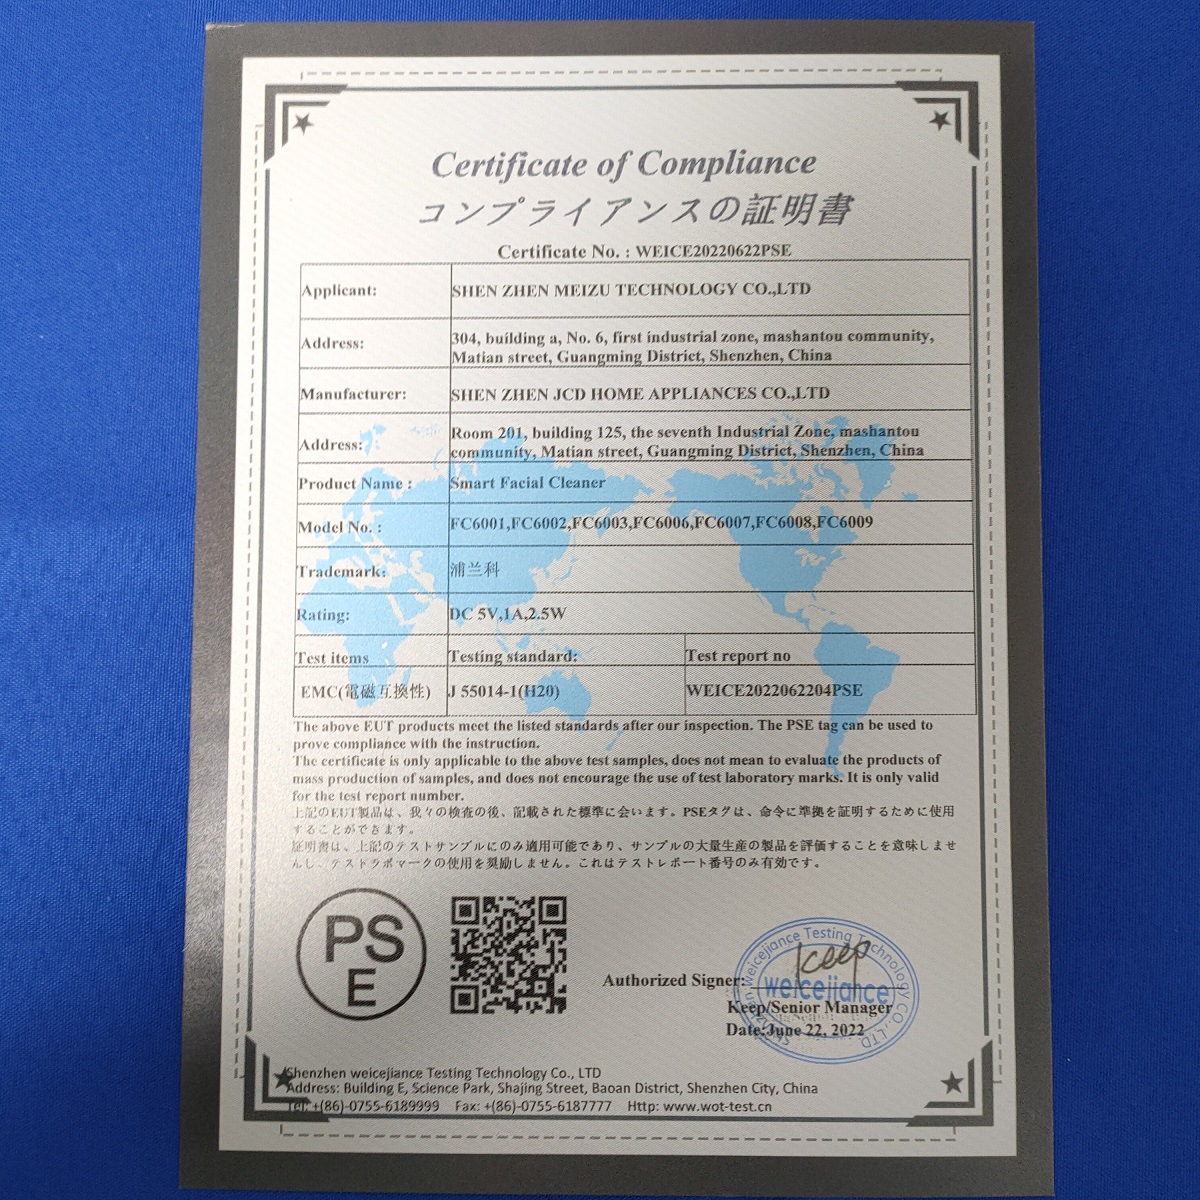 Certificate of Compliance
コンプライアンスの証明書
Certificate No. : WEICE20220622PSE
Applicant: SHEN ZHEN MEIZU TECHNOLOGY CO.,LTD
Address: 304, building a, No. 6, first industrial zone, mashantou community,
Matian street, Guangming District, Shenzhen, China
Manufacturer: SHEN ZHEN JCD HOME APPLIANCES CO.,LTD
Address: Room 201, building 125, the seventh Industrial Zone, mashantou
community, Matian street, Guangming District, Shenzhen, China
Product Name : Smart Facial Cleaner
Model No. : FC6001,FC6002,FC6003,FC6006,FC6007,FC6008,FC6009
Trademark: 浦兰科
Rating: DC 5V,1A,2.5W
Test items Testing standard: Test report no
EMC(電磁互換性) J 55014-1(H20) WEICE2022062204PSE
The above EUT products meet the listed standards after our inspection. The PSE tag can be used to
prove compliance with the instruction.
The certificate is only applicable to the above test samples, does not mean to evaluate the products of
mass production of samples, and does not encourage the use of test laboratory marks. It is only valid
for the test report number.
上記のEUT製品は、我々の検査の後、記載された標準に会います。PSEタグは、命令に準拠を証明するために使用
することができます。
証明書は、上記のテストサンプルにのみ適用可能であり、サンプルの大量生産の製品を評価することを意味しませ
んし、テストラボマークの使用を奨励しません。これはテストレポート番号のみ有効です。
PS
E
Authorized Signer:
Keep
weicejiance
Shenzhen weicejiance Testing Technology CO., LTD
Keep/Senior Manager
Date:June 22, 2022
Shenzhen weicejiance Testing Technology Co., LTD
Address: Building E, Science Park, Shajing Street, Baoan District, Shenzhen City, China
Tel: +(86)-0755-6189999 Fax: +(86)-0755-6187777 Http: www.wot-test.cn